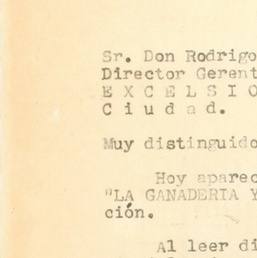 Sr. Don Rodrigo
Director Gerent
E X C E L S I O
C i u d a d.
Muy distinguido
Hoy aparec
"LA GANADERIA Y
ción.
Al leer di